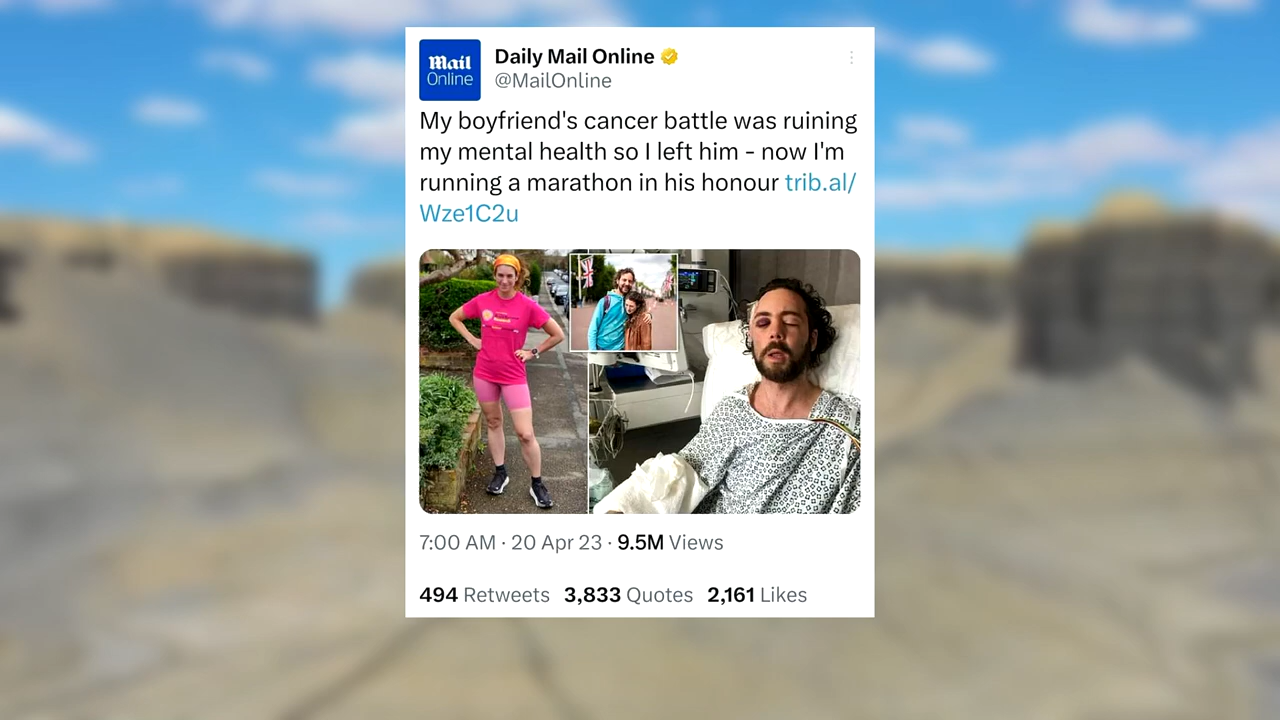 Mail
Online
Daily Mail Online
@MailOnline
My boyfriend's cancer battle was ruining
my mental health so I left him - now I'm
running a marathon in his honour trib.al/
Wze1C2u
7:00 AM · 20 Apr 23 · 9.5M Views
494 Retweets 3,833 Quotes 2,161 Likes